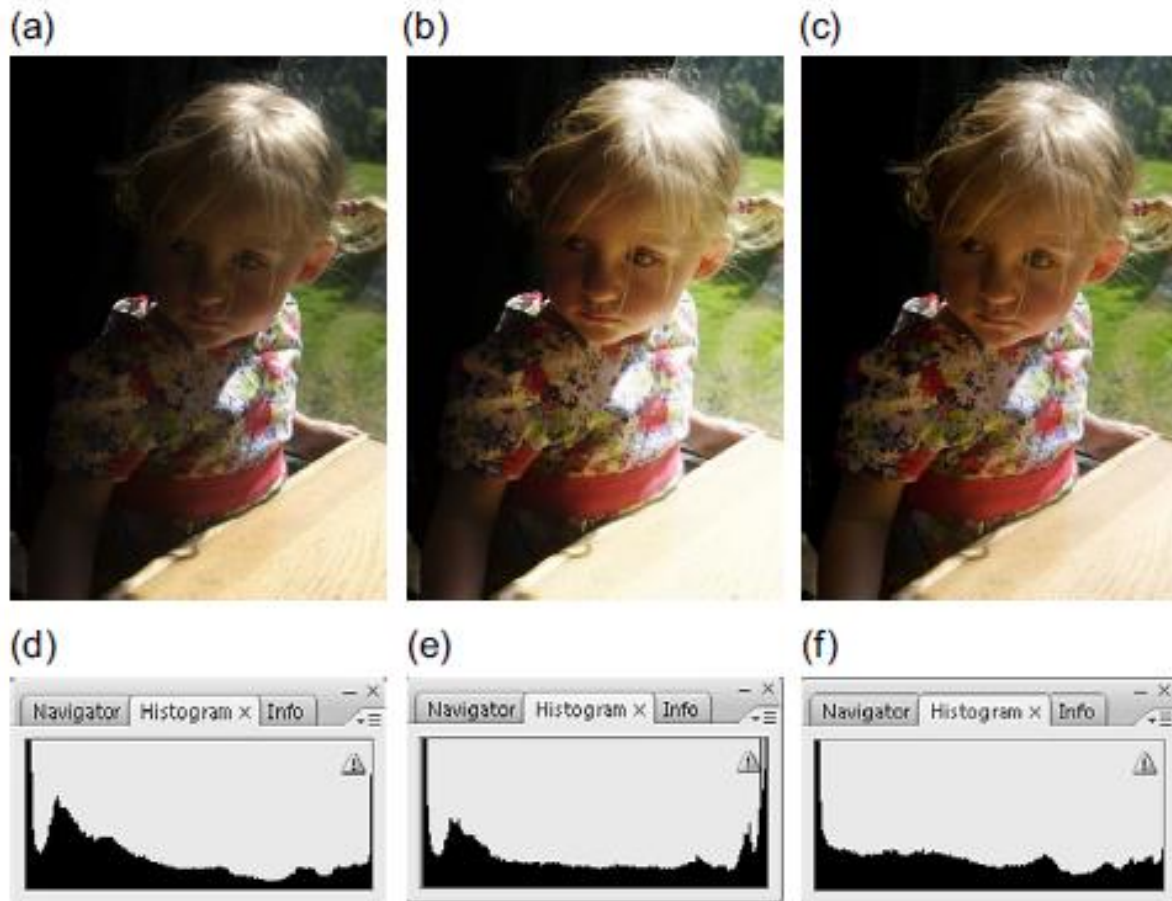 (a) (b) (c)
(d) (e) (f)
Navigator Histogram × Info
Navigator Histogram × Info
Navigator Histogram × Info